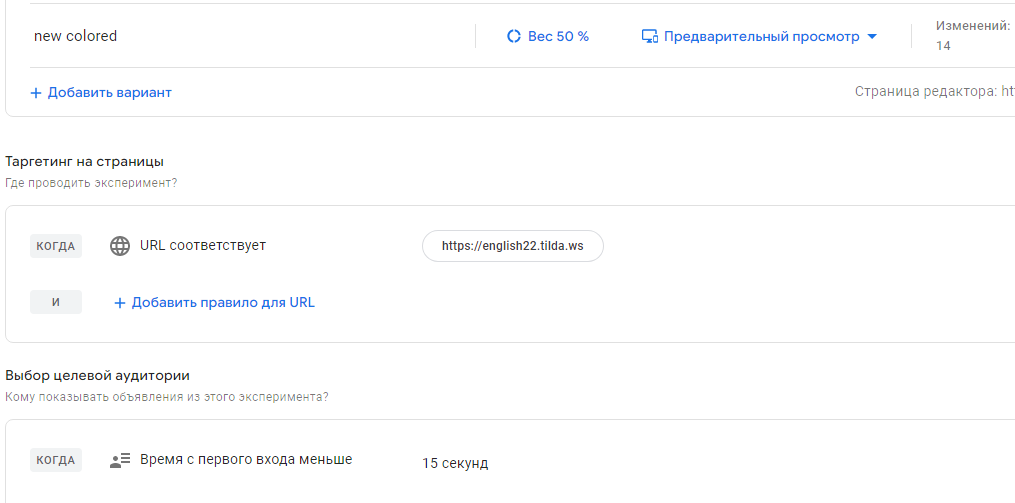 new colored
Вес 50 %
Предварительный просмотр
Изменений:
14
+ Добавить вариант
Страница редактора: ht
Таргетинг на страницы
Где проводить эксперимент?
КОГДА
URL соответствует
https://english22.tilda.ws
И
+ Добавить правило для URL
Выбор целевой аудитории
Кому показывать объявления из этого эксперимента?
КОГДА
Время с первого входа меньше
15 секунд